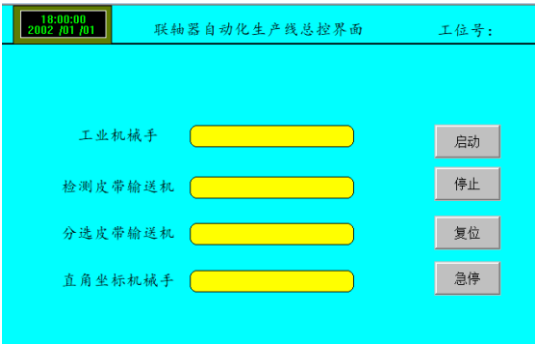 18:00:00
2002 /01 /01
联轴器自动化生产线总控界面
工位号:
工业机械手
启动
检测皮带输送机
停止
分选皮带输送机
复位
直角坐标机械手
急停